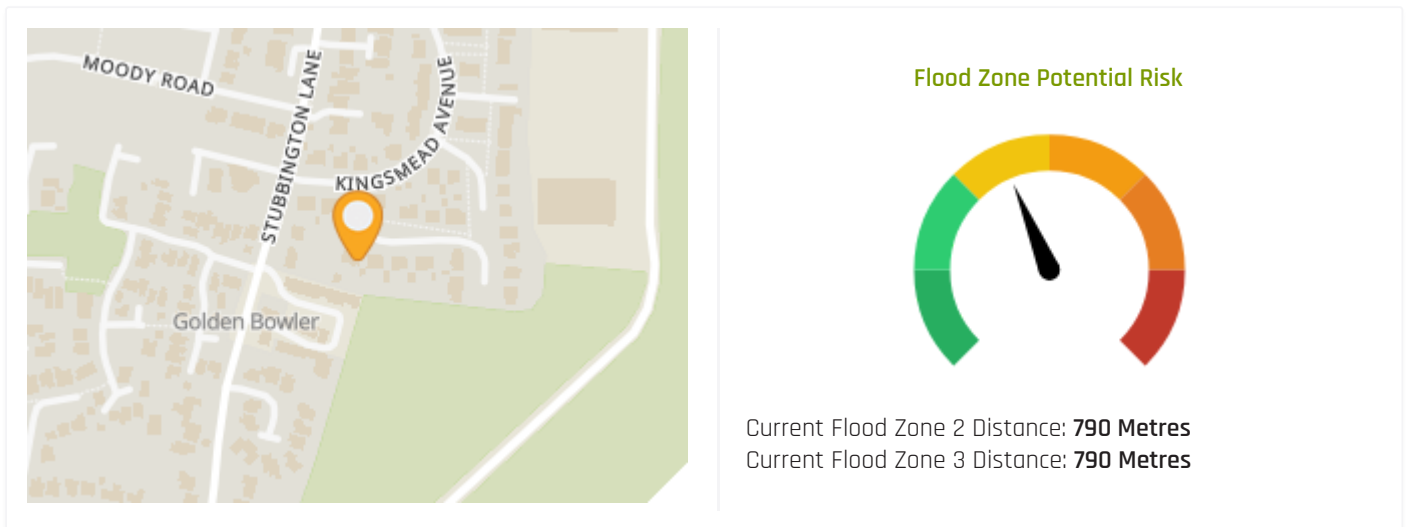 MOODY ROAD
STUBBINGTON LANE
KINGSMEAD AVENUE
Golden Bowler
Flood Zone Potential Risk
Current Flood Zone 2 Distance: 790 Metres
Current Flood Zone 3 Distance: 790 Metres